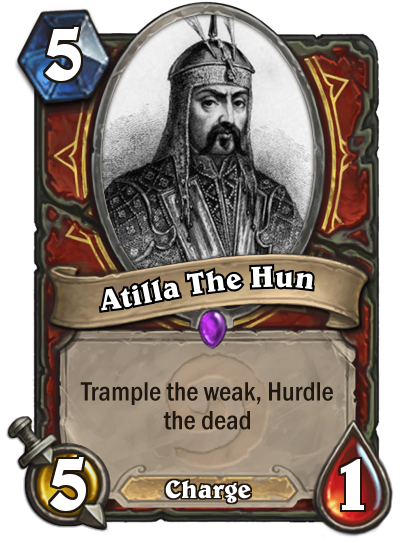 5
Atilla The Hun
Trample the weak, Hurdle
the dead
5
Charge
1